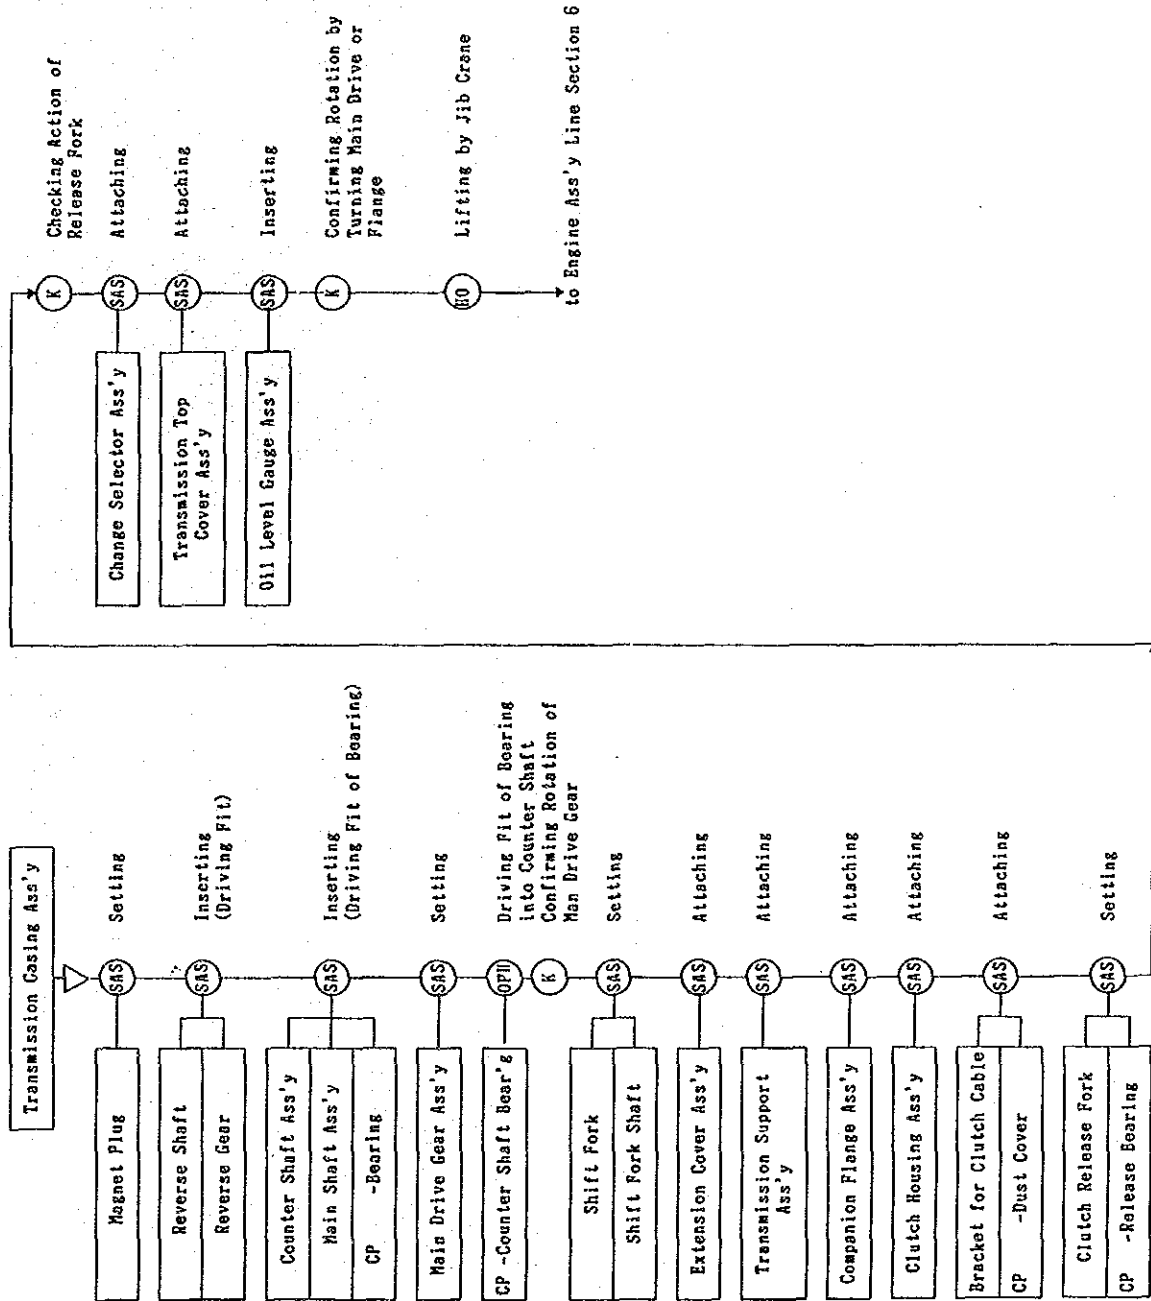 Transmission Casing Ass'y
Magnet Plug
SAS
Setting
Reverse Shaft
Reverse Gear
SAS
Inserting
(Driving Fit)
Counter Shaft Ass'y
Main Shaft Ass'y
CP -Bearing
SAS
Inserting
(Driving Fit of Bearing)
Main Drive Gear Ass'y
SAS
Setting
CP -Counter Shaft Bear'g
OPH
Driving Fit of Bearing
into Counter Shaft
K
Confirming Rotation of
Man Drive Gear
Shift Fork
Shift Fork Shaft
SAS
Setting
Extension Cover Ass'y
SAS
Attaching
Transmission Support
Ass'y
SAS
Attaching
Companion Flange Ass'y
SAS
Attaching
Clutch Housing Ass'y
SAS
Attaching
Bracket for Clutch Cable
CP -Dust Cover
SAS
Attaching
Clutch Release Fork
CP -Release Bearing
SAS
Setting
K
Checking Action of
Release Fork
Change Selector Ass'y
SAS
Attaching
Transmission Top
Cover Ass'y
SAS
Attaching
Oil Level Gauge Ass'y
SAS
Inserting
K
Confirming Rotation by
Turning Main Drive or
Flange
HO
Lifting by Jib Crane
to Engine Ass'y Line Section 6